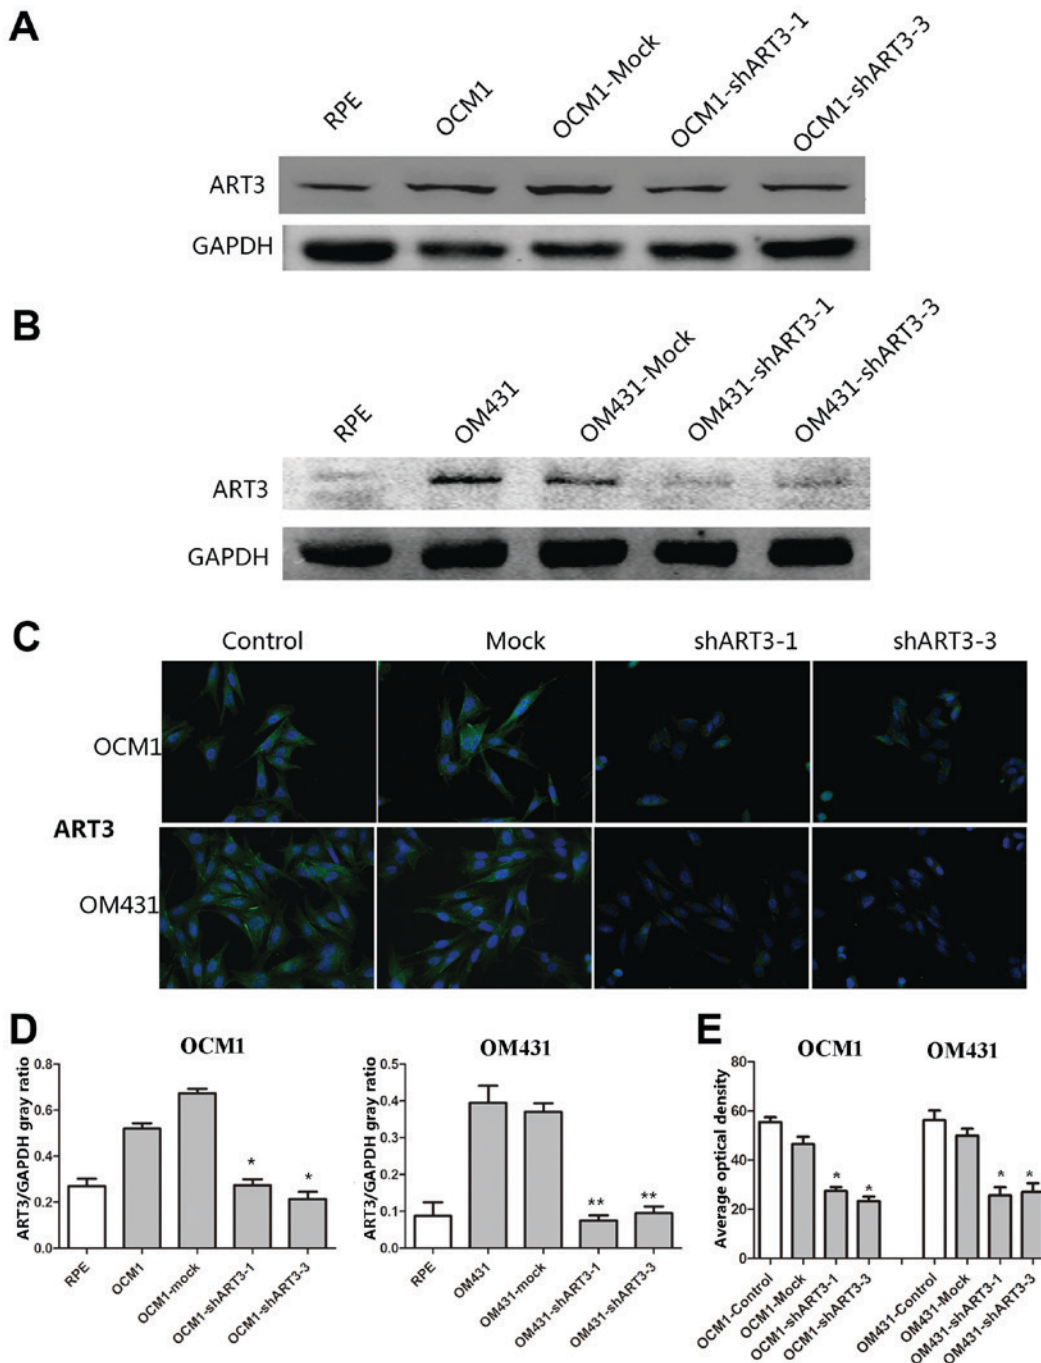 A
RPE
OCM1
OCM1-Mock
OCM1-shART3-1
OCM1-shART3-3
ART3
GAPDH
B
RPE
OM431
OM431-Mock
OM431-shART3-1
OM431-shART3-3
ART3
GAPDH
C
Control Mock shART3-1 shART3-3
OCM1
ART3
OM431
D
OCM1
ART3/GAPDH gray ratio
0.8
0.6
0.4
0.2
0.0
* *
RPE
OCM1
OCM1-mock
OCM1-shART3-1
OCM1-shART3-3
OM431
ART3/GAPDH gray ratio
0.5
0.4
0.3
0.2
0.1
0.0
** **
RPE
OM431
OM431-mock
OM431-shART3-1
OM431-shART3-3
E
OCM1 OM431
Average optical density
80
60
40
20
0
* * * *
OCM1-Control
OCM1-Mock
OCM1-shART3-1
OCM1-shART3-3
OM431-Control
OM431-Mock
OM431-shART3-1
OM431-shART3-3